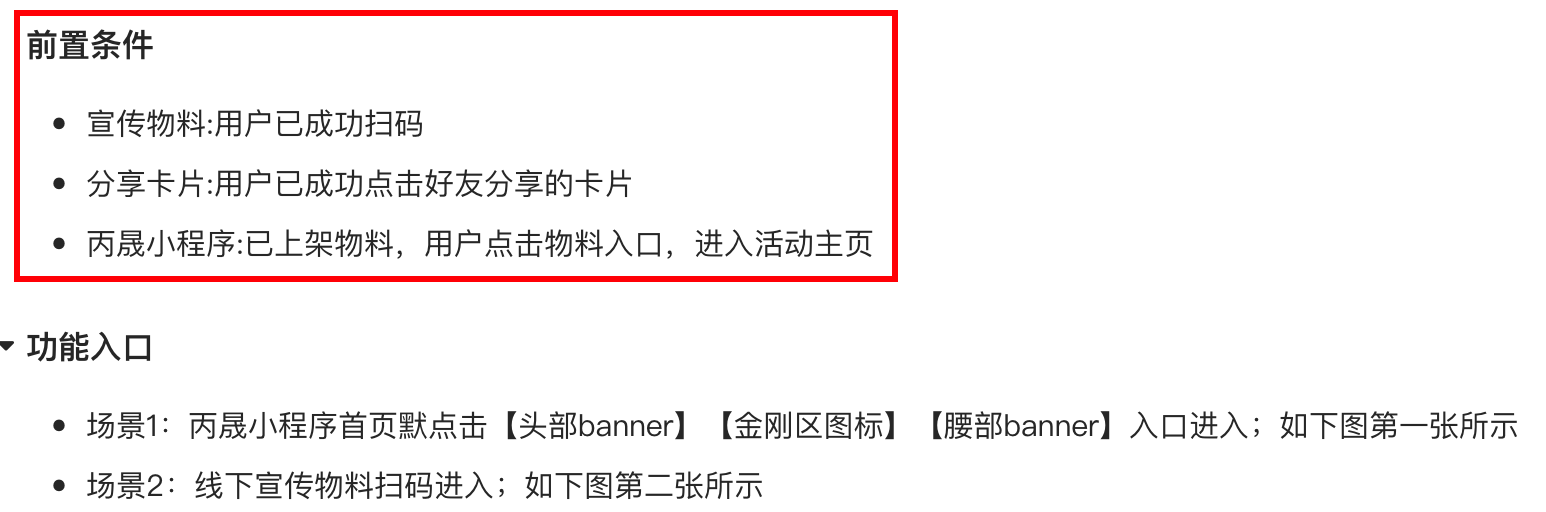 前置条件
宣传物料:用户已成功扫码
分享卡片:用户已成功点击好友分享的卡片
丙晟小程序:已上架物料，用户点击物料入口，进入活动主页
功能入口
场景1：丙晟小程序首页默点击【头部banner】【金刚区图标】【腰部banner】入口进入；如下图第一张所示
场景2：线下宣传物料扫码进入；如下图第二张所示